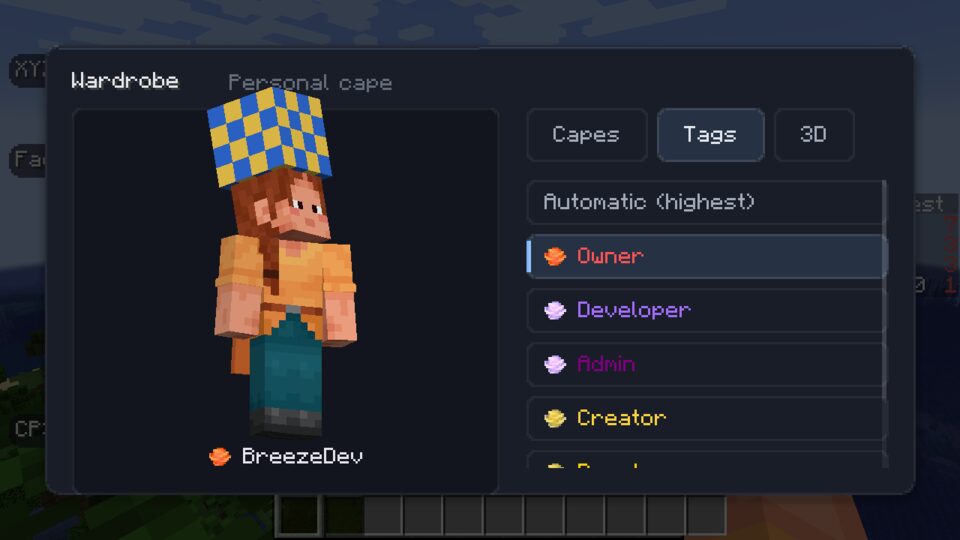 Wardrobe
Personal cape
Capes
Tags
3D
Automatic (highest)
Owner
Developer
Admin
Creator
BreezeDev